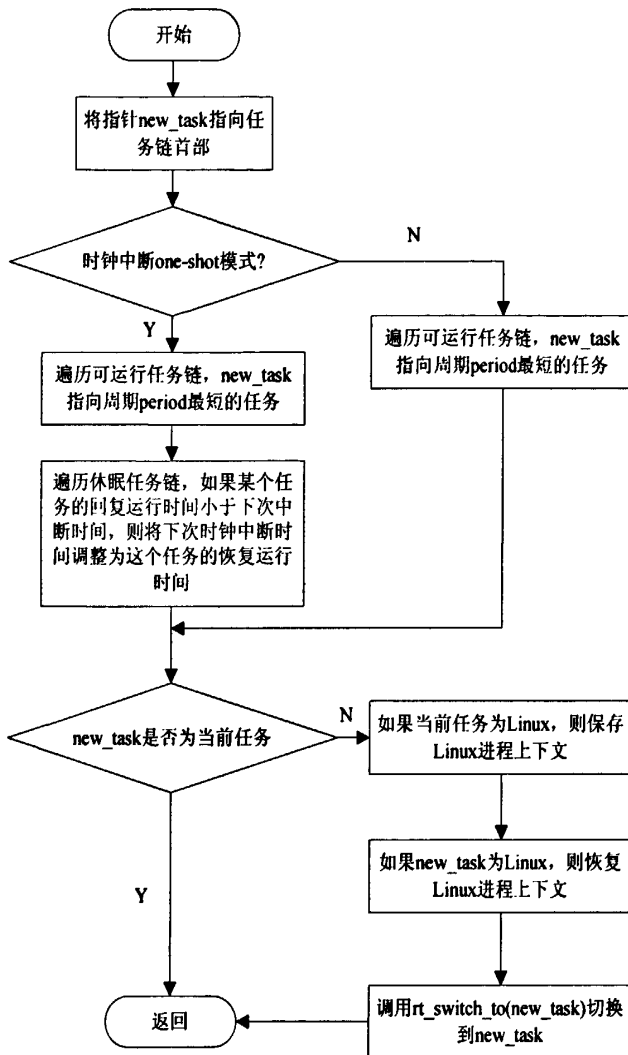 开始
将指针new_task指向任
务链首部
时钟中断one-shot模式?
N
Y
遍历可运行任务链，new_task
指向周期period最短的任务
遍历可运行任务链，new_task
指向周期period最短的任务
遍历休眠任务链，如果某个任
务的回复运行时间小于下次中
断时间，则将下次时钟中断时
间调整为这个任务的恢复运行
时间
new_task是否为当前任务
N
如果当前任务为Linux，则保存
Linux进程上下文
如果new_task为Linux，则恢复
Linux进程上下文
Y
调用rt_switch_to(new_task)切换
到new_task
返回